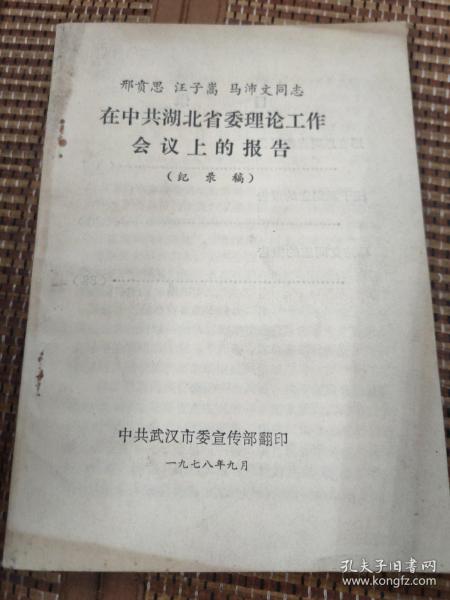 邢贲思 汪子嵩 马沛文同志
在中共湖北省委理论工作
会议上的报告
(纪录稿)
中共武汉市委宣传部翻印
一九七八年九月
孔夫子旧书网
www.kongfz.com